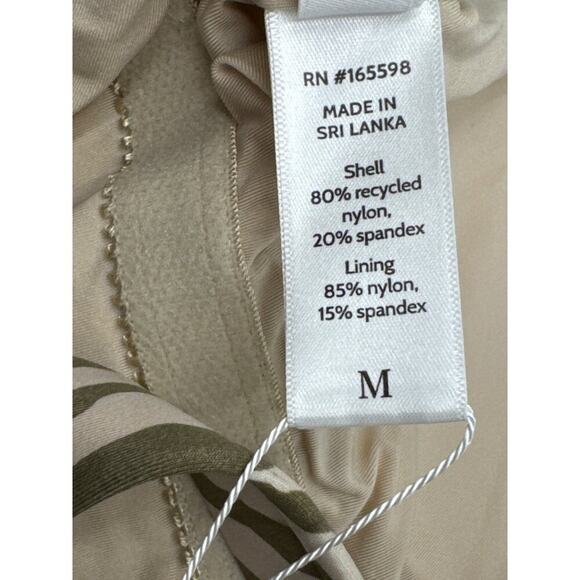 RN #165598
MADE IN
SRI LANKA
Shell
80% recycled
nylon,
20% spandex
Lining
85% nylon,
15% spandex
M